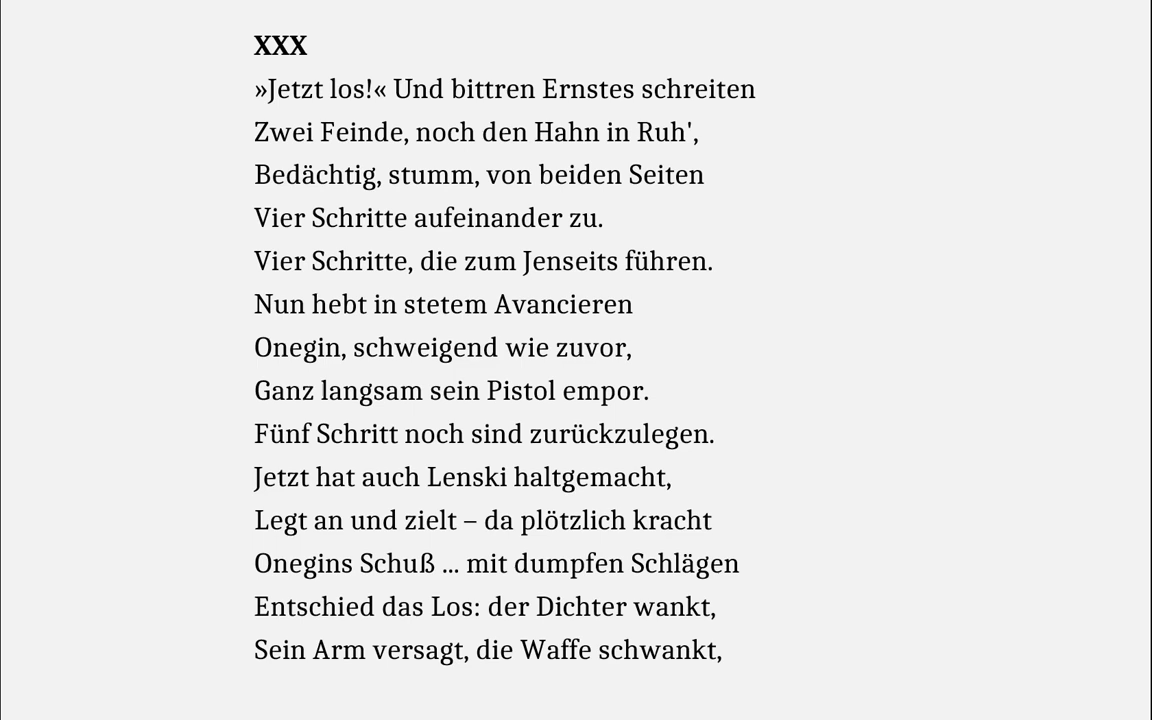 XXX
»Jetzt los!« Und bittren Ernstes schreiten
Zwei Feinde, noch den Hahn in Ruh',
Bedächtig, stumm, von beiden Seiten
Vier Schritte aufeinander zu.
Vier Schritte, die zum Jenseits führen.
Nun hebt in stetem Avancieren
Onegin, schweigend wie zuvor,
Ganz langsam sein Pistol empor.
Fünf Schritt noch sind zurückzulegen.
Jetzt hat auch Lenski haltgemacht,
Legt an und zielt – da plötzlich kracht
Onegins Schuß ... mit dumpfen Schlägen
Entschied das Los: der Dichter wankt,
Sein Arm versagt, die Waffe schwankt,